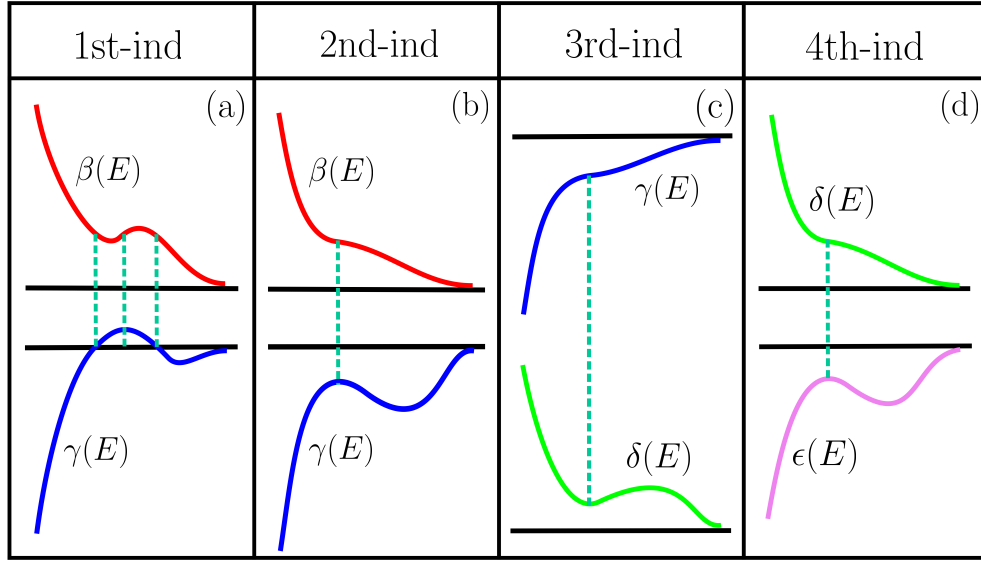 1st-ind 2nd-ind 3rd-ind 4th-ind
(a) (b) (c) (d)
β(E) β(E) γ(E) δ(E)
γ(E) γ(E) δ(E) ϵ(E)